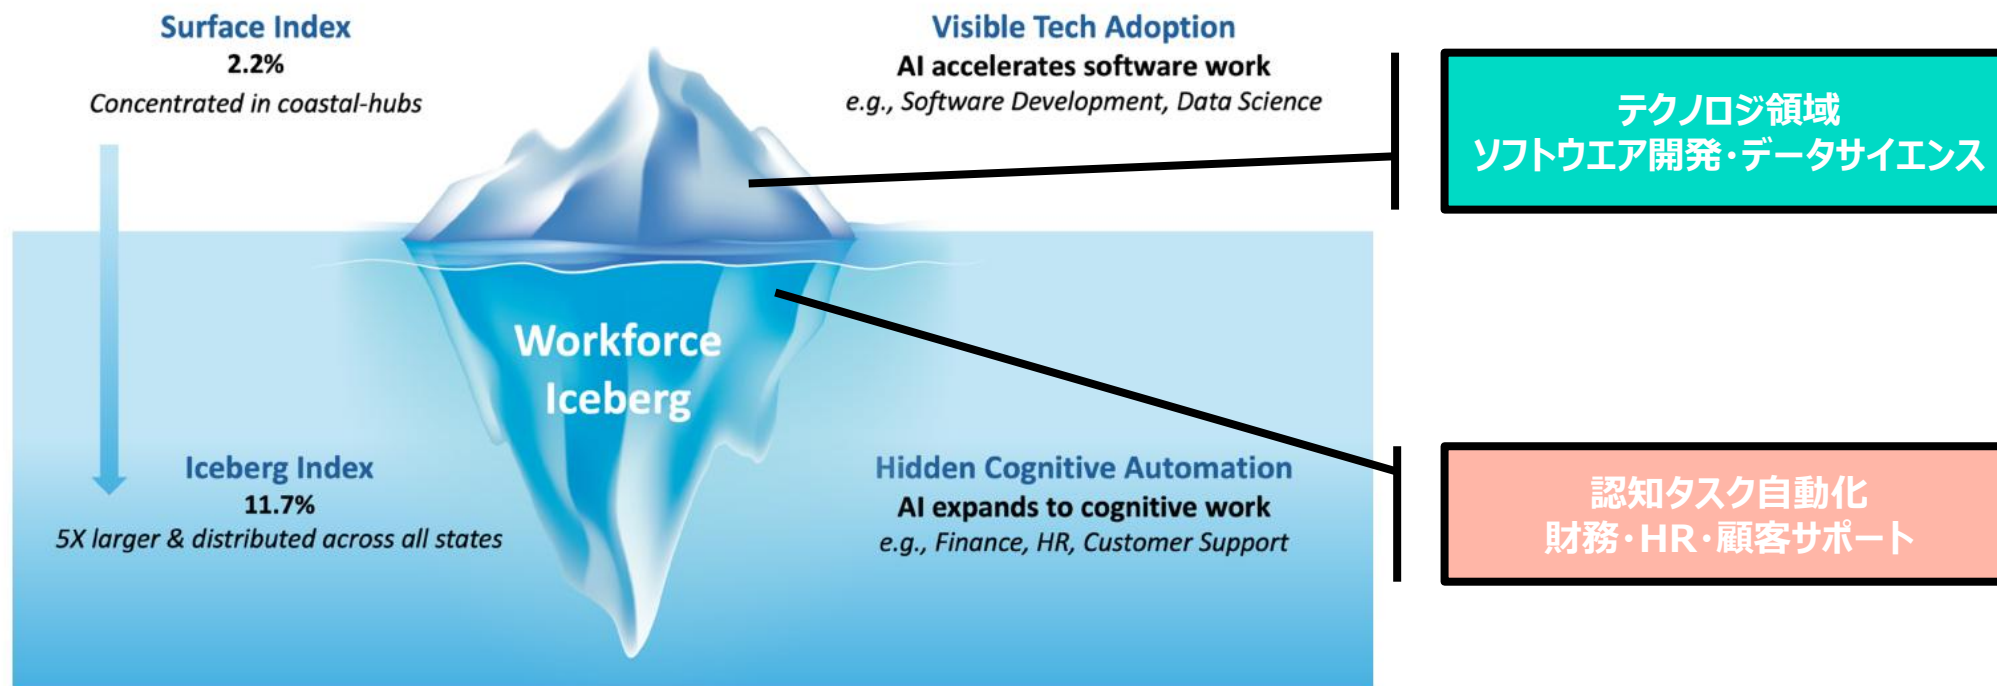 Surface Index
2.2%
Concentrated in coastal-hubs
Visible Tech Adoption
AI accelerates software work
e.g., Software Development, Data Science
テクノロジ領域
ソフトウエア開発・データサイエンス
Workforce
Iceberg
Iceberg Index
11.7%
5X larger & distributed across all states
Hidden Cognitive Automation
AI expands to cognitive work
e.g., Finance, HR, Customer Support
認知タスク自動化
財務・HR・顧客サポート